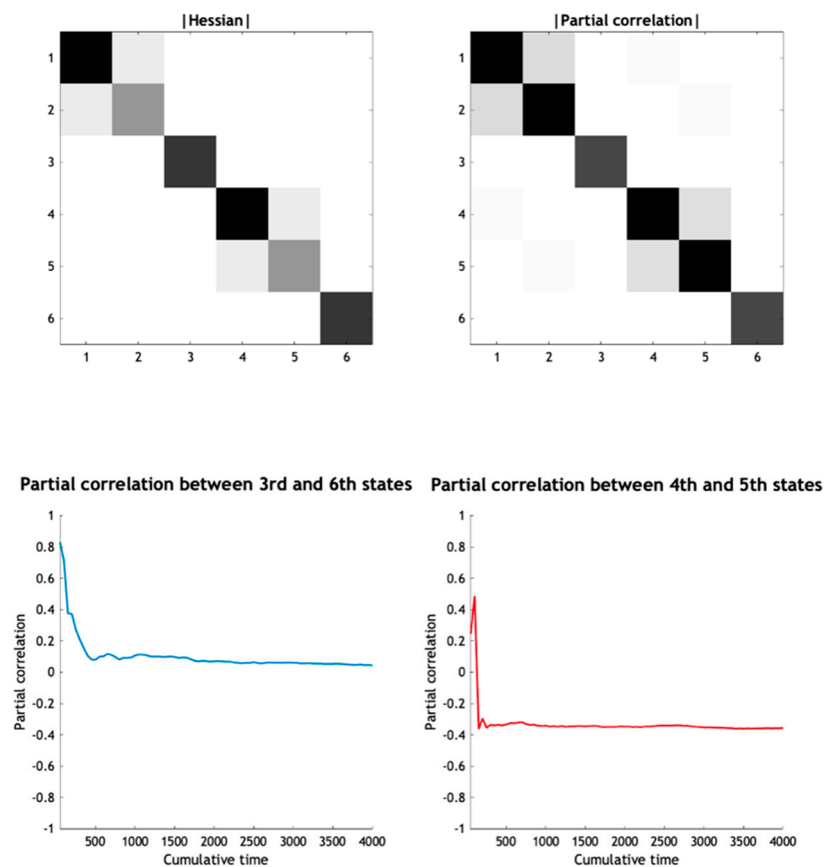 |Hessian|
1
2
3
4
5
6
1 2 3 4 5 6
|Partial correlation|
1
2
3
4
5
6
1 2 3 4 5 6
Partial correlation between 3rd and 6th states
1
0.8
0.6
0.4
0.2
0
-0.2
-0.4
-0.6
-0.8
-1
Partial correlation
500 1000 1500 2000 2500 3000 3500 4000
Cumulative time
Partial correlation between 4th and 5th states
1
0.8
0.6
0.4
0.2
0
-0.2
-0.4
-0.6
-0.8
-1
Partial correlation
500 1000 1500 2000 2500 3000 3500 4000
Cumulative time